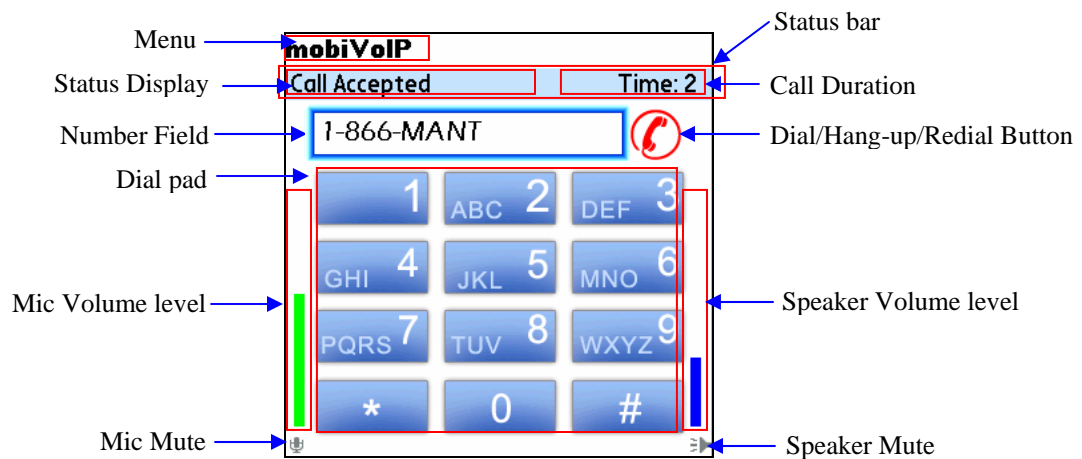 Status bar
Menu
mobiVoIP
Status Display
Call Accepted
Time: 2
Call Duration
Number Field
1-866-MANT
Dial/Hang-up/Redial Button
Dial pad
1
ABC 2
DEF 3
GHI 4
JKL 5
MNO 6
Mic Volume level
Speaker Volume level
PQRS 7
TUV 8
WXYZ 9
*
0
#
Mic Mute
Speaker Mute